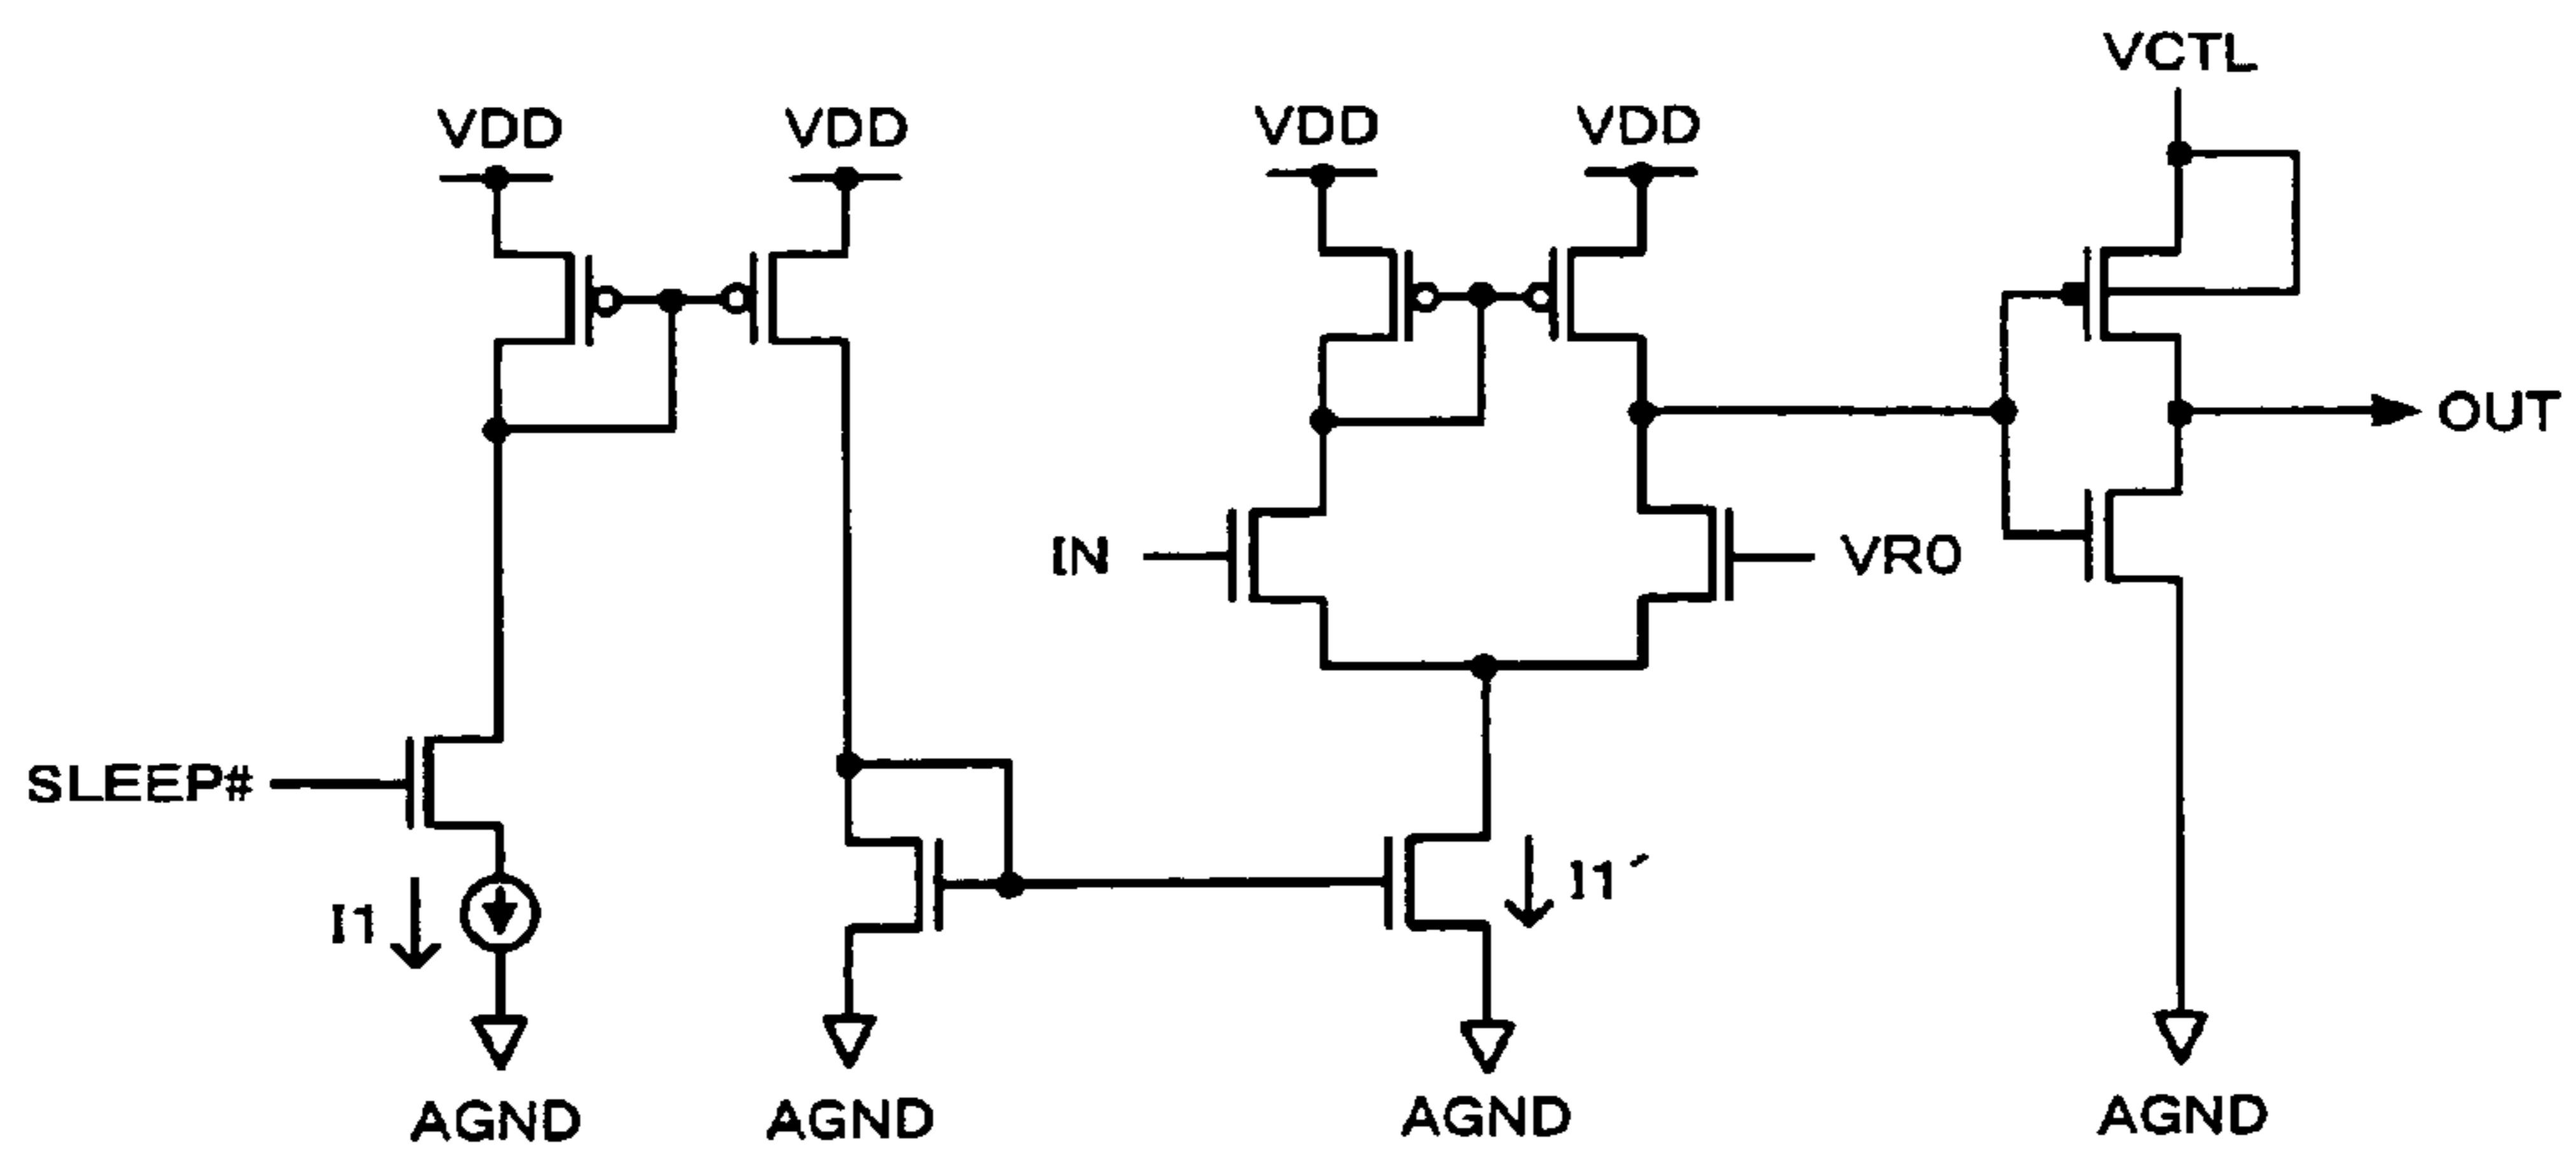 VCTL
VDD VDD VDD VDD
OUT
IN VR0
SLEEP#
I1 I1´
AGND AGND AGND AGND